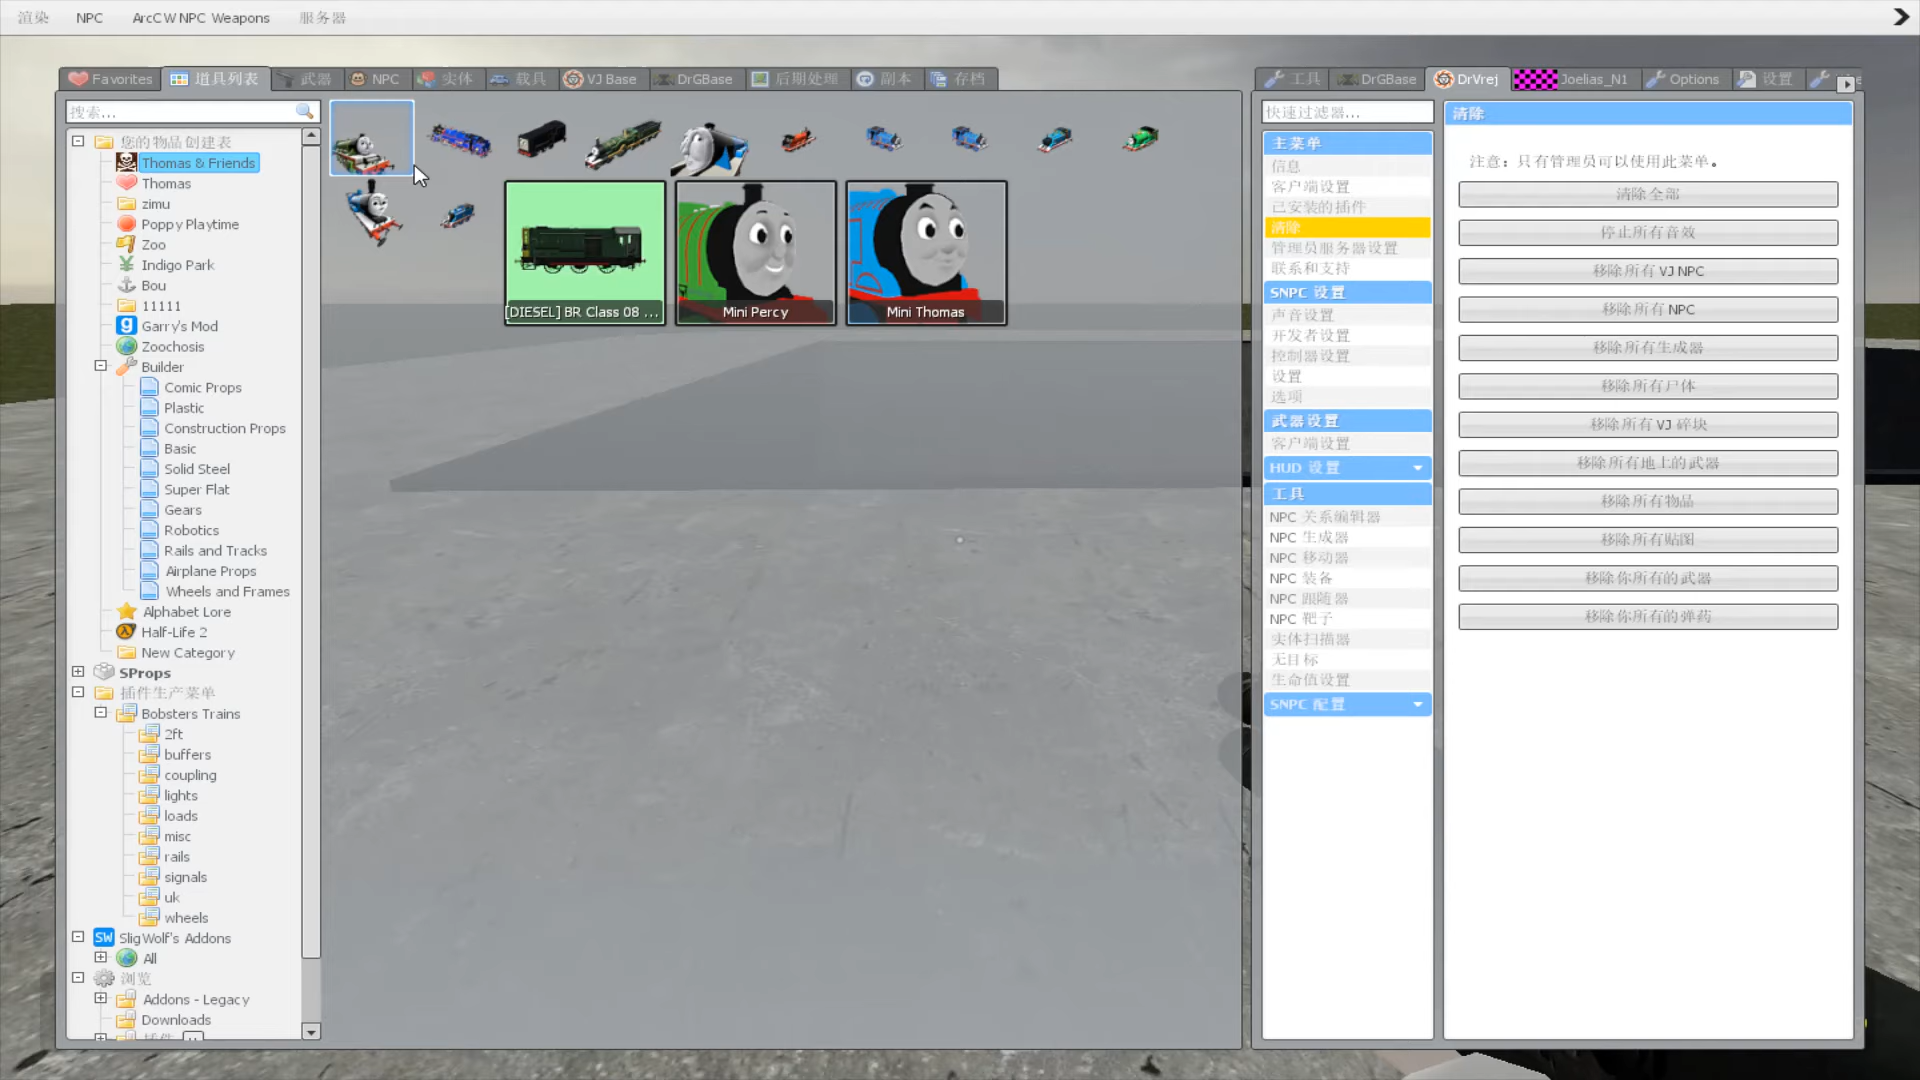 渲染 NPC ArcCW NPC Weapons 服务器
Favorites 道具列表 武器 NPC 实体 载具 VJ Base DrGBase 后期处理 副本 存档
搜索...
您的物品创建表
Thomas & Friends
Thomas
zimu
Poppy Playtime
Zoo
Indigo Park
Bou
11111
Garry's Mod
Zoochosis
Builder
Comic Props
Plastic
Construction Props
Basic
Solid Steel
Super Flat
Gears
Robotics
Rails and Tracks
Airplane Props
Wheels and Frames
Alphabet Lore
Half-Life 2
New Category
SProps
插件生产菜单
Bobsters Trains
2ft
buffers
coupling
lights
loads
misc
rails
signals
uk
wheels
SligWolf's Addons
All
浏览
Addons - Legacy
Downloads
[DIESEL] BR Class 08 ...
Mini Percy
Mini Thomas
工具 DrGBase DrVrej Joelias_N1 Options 设置
快速过滤器...
主菜单
信息
客户端设置
已安装的插件
清除
管理员服务器设置
联系和支持
SNPC 设置
声音设置
开发者设置
控制器设置
设置
选项
武器设置
客户端设置
HUD 设置
工具
NPC 关系编辑器
NPC 生成器
NPC 移动器
NPC 装备
NPC 跟随器
NPC 靶子
实体扫描器
无目标
生命值设置
SNPC 配置
清除
注意：只有管理员可以使用此菜单。
清除全部
停止所有音效
移除所有 VJ NPC
移除所有 NPC
移除所有生成器
移除所有尸体
移除所有 VJ 碎块
移除所有地上的武器
移除所有物品
移除所有贴图
移除你所有的武器
移除你所有的弹药